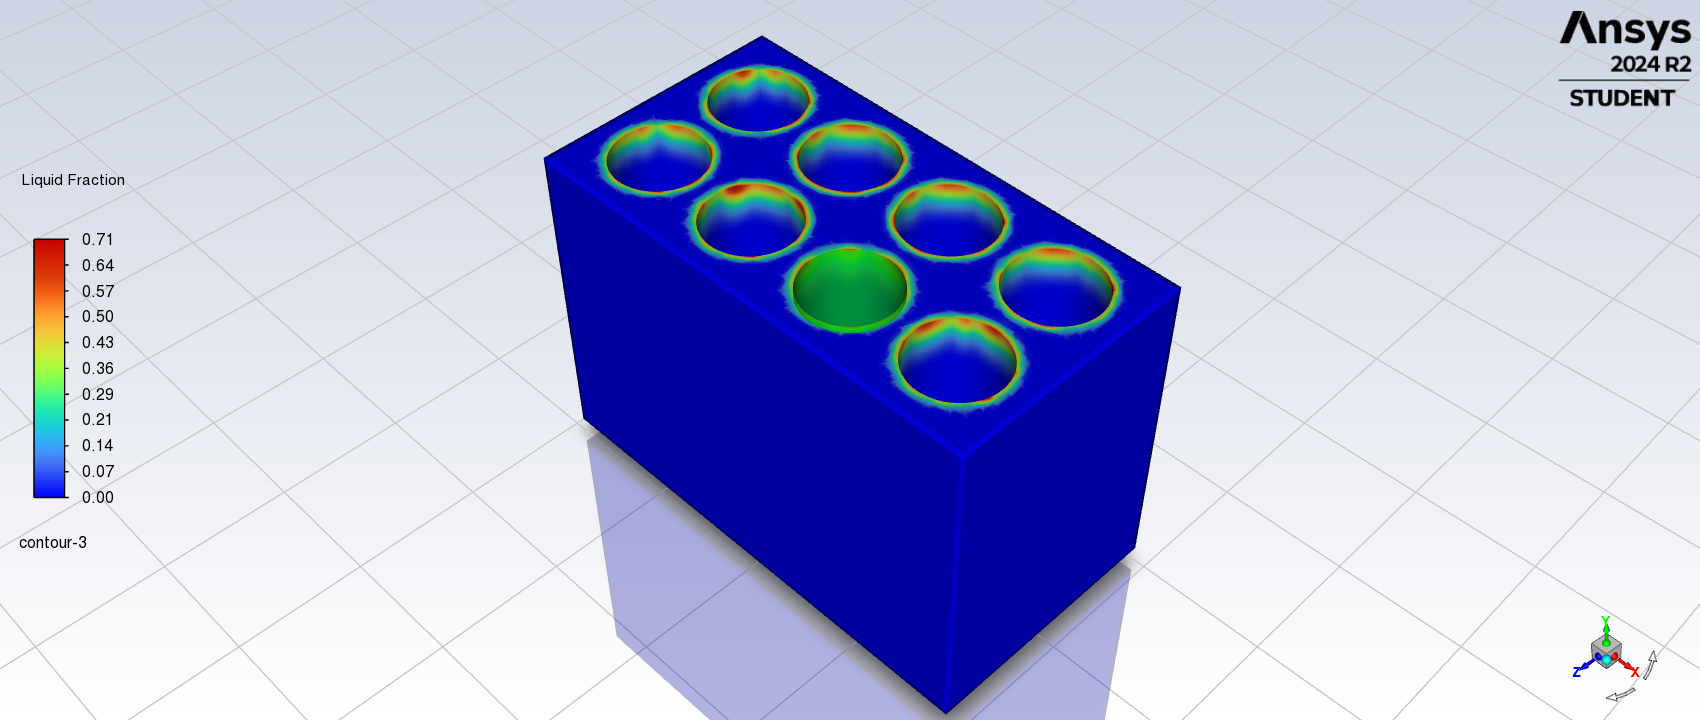 Ansys
2024 R2
STUDENT
Liquid Fraction
0.71
0.64
0.57
0.50
0.43
0.36
0.29
0.21
0.14
0.07
0.00
contour-3
Y
Z
X